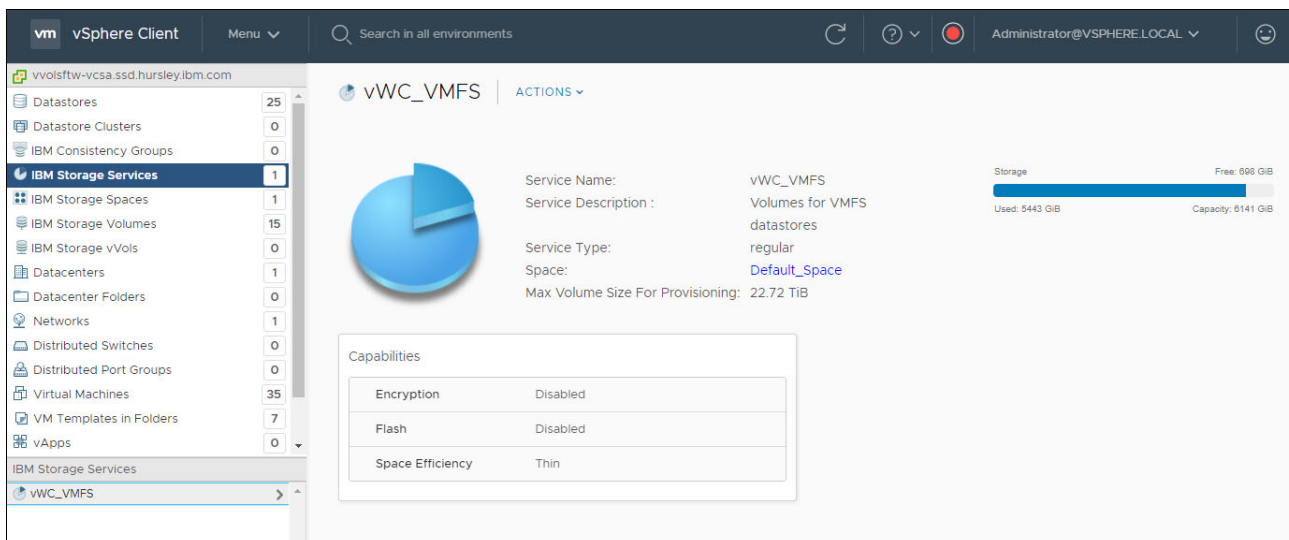 vm vSphere Client Menu Search in all environments Administrator@VSPHERE.LOCAL
vvolsftw-vcsa.ssd.hursley.ibm.com
Datastores 25
Datastore Clusters 0
IBM Consistency Groups 0
IBM Storage Services 1
IBM Storage Spaces 1
IBM Storage Volumes 15
IBM Storage vVols 0
Datacenters 1
Datacenter Folders 0
Networks 1
Distributed Switches 0
Distributed Port Groups 0
Virtual Machines 35
VM Templates in Folders 7
vApps 0
IBM Storage Services
vWC_VMFS
vWC_VMFS ACTIONS
Service Name: vWC_VMFS
Service Description : Volumes for VMFS
datastores
Service Type: regular
Space: Default_Space
Max Volume Size For Provisioning: 22.72 TiB
Storage Free: 698 GiB
Used: 5443 GiB Capacity: 6141 GiB
Capabilities
Encryption Disabled
Flash Disabled
Space Efficiency Thin